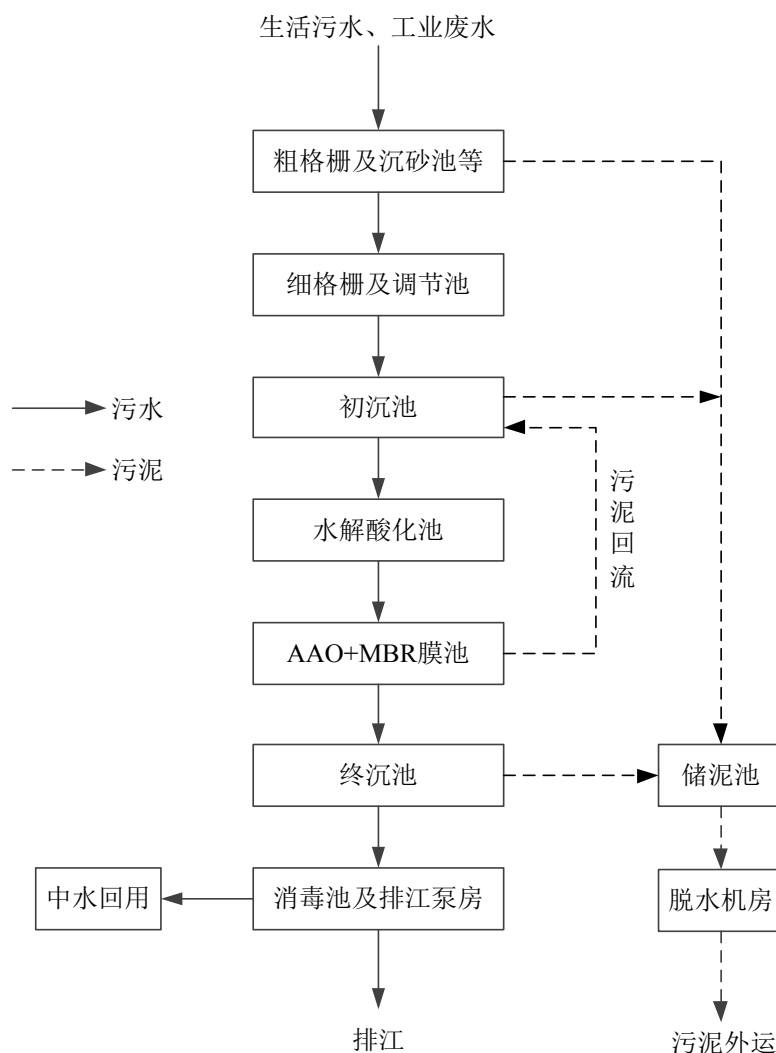 生活污水、工业废水
粗格栅及沉砂池等
细格栅及调节池
初沉池
污水
污泥
污泥回流
水解酸化池
AAO+MBR膜池
终沉池
储泥池
中水回用
消毒池及排江泵房
脱水机房
排江
污泥外运